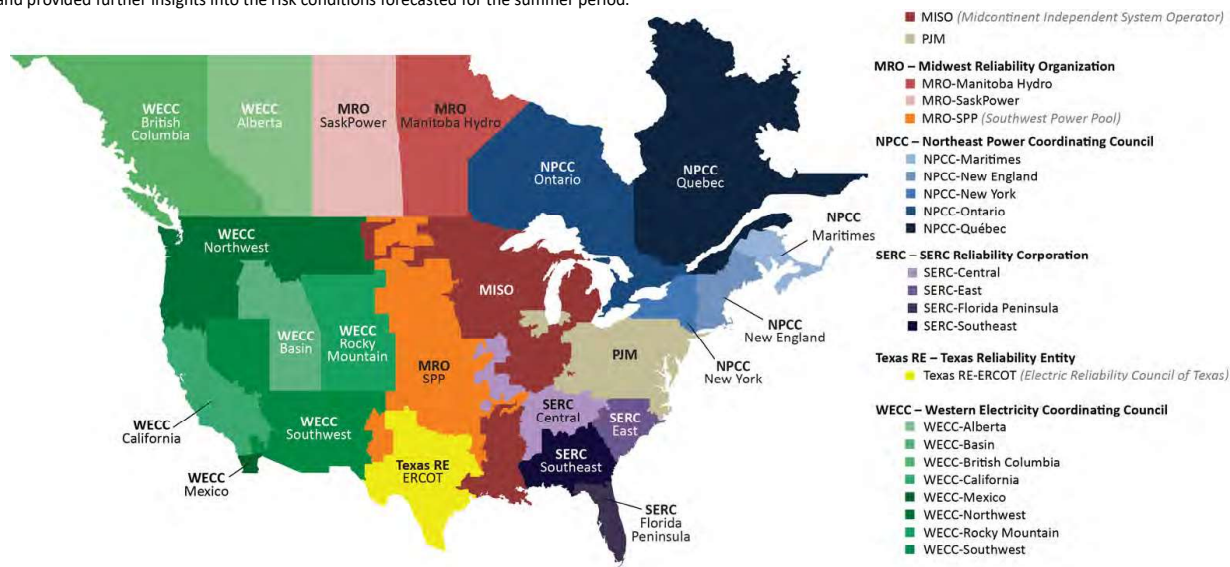 and provided further insights into the risk conditions forecasted for the summer period.
WECC
British
Columbia
WECC
Alberta
MRO
SaskPower
MRO
Manitoba Hydro
NPCC
Ontario
NPCC
Quebec
NPCC
Maritimes
WECC
Northwest
MISO
WECC
Basin
WECC
Rocky
Mountain
MRO
SPP
PJM
NPCC
New England
NPCC
New York
WECC
California
WECC
Southwest
SERC
Central
SERC
East
WECC
Mexico
Texas RE
ERCOT
SERC
Southeast
SERC
Florida
Peninsula
MISO (Midcontinent Independent System Operator)
PJM
MRO – Midwest Reliability Organization
MRO-Manitoba Hydro
MRO-SaskPower
MRO-SPP (Southwest Power Pool)
NPCC – Northeast Power Coordinating Council
NPCC-Maritimes
NPCC-New England
NPCC-New York
NPCC-Ontario
NPCC-Québec
SERC – SERC Reliability Corporation
SERC-Central
SERC-East
SERC-Florida Peninsula
SERC-Southeast
Texas RE – Texas Reliability Entity
Texas RE-ERCOT (Electric Reliability Council of Texas)
WECC – Western Electricity Coordinating Council
WECC-Alberta
WECC-Basin
WECC-British Columbia
WECC-California
WECC-Mexico
WECC-Northwest
WECC-Rocky Mountain
WECC-Southwest